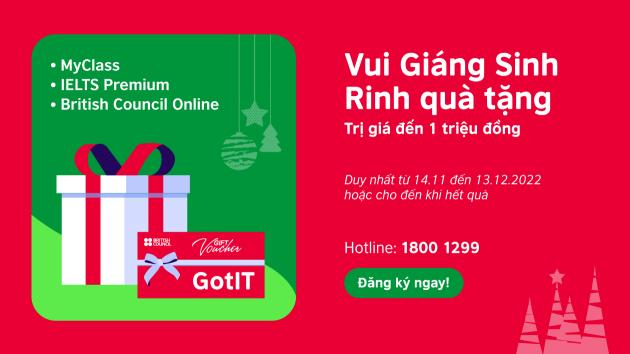 • MyClass
• IELTS Premium
• British Council Online
BRITISH
COUNCIL
GIFT
Voucher
GotIT
Vui Giáng Sinh
Rinh quà tặng
Trị giá đến 1 triệu đồng
Duy nhất từ 14.11 đến 13.12.2022
hoặc cho đến khi hết quà
Hotline: 1800 1299
Đăng ký ngay!